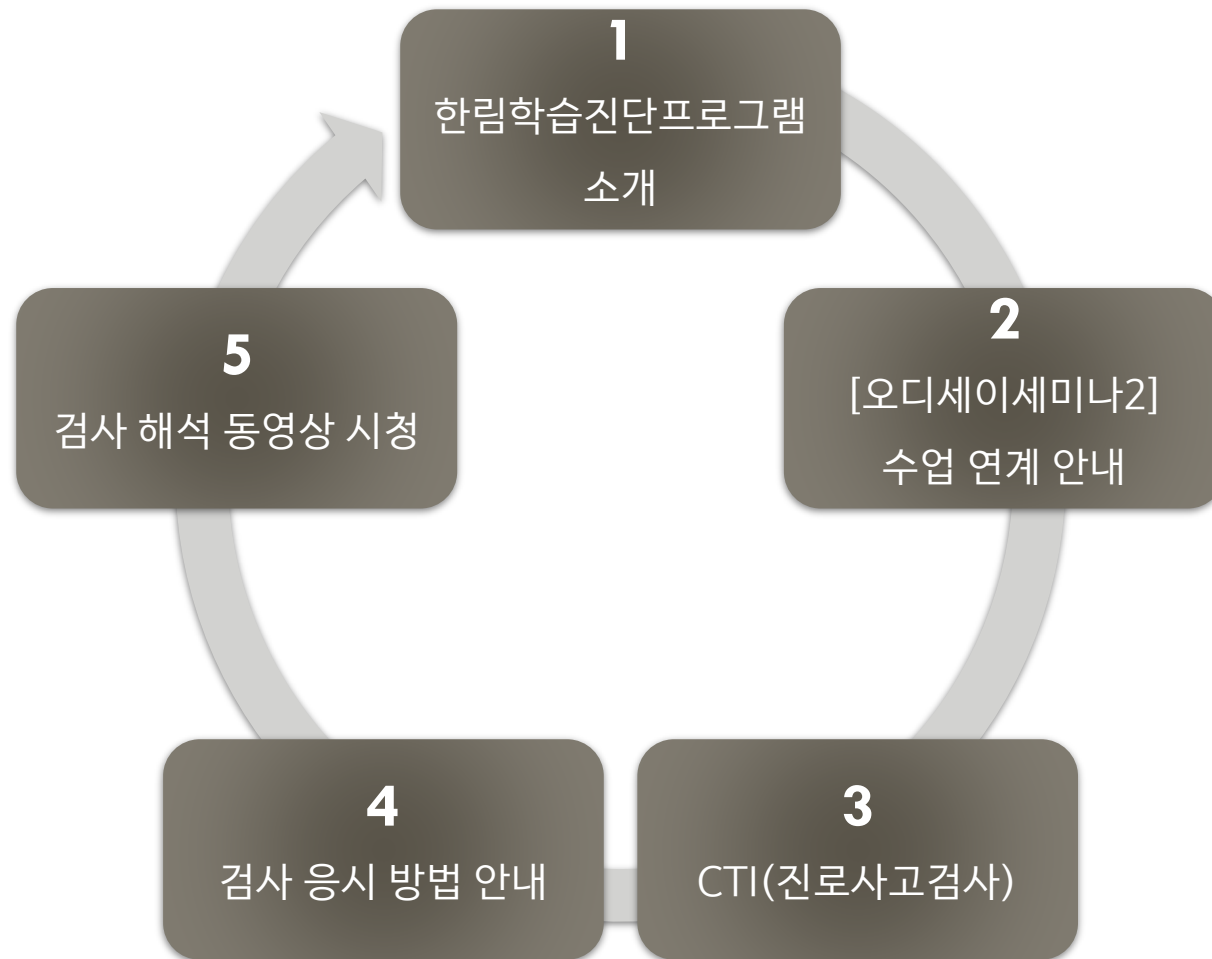 1
한림학습진단프로그램
소개
2
[오디세이세미나2]
수업 연계 안내
3
CTI(진로사고검사)
4
검사 응시 방법 안내
5
검사 해석 동영상 시청